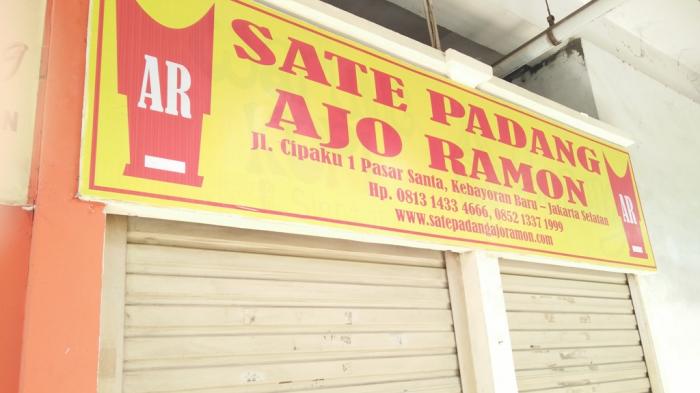 AR
SATE PADANG
AJO RAMON
Jl. Cipaku 1 Pasar Santa, Kebayoran Baru – Jakarta Selatan
Hp. 0813 1433 4666, 0852 1337 1999
www.satepadangajoramon.com
AR